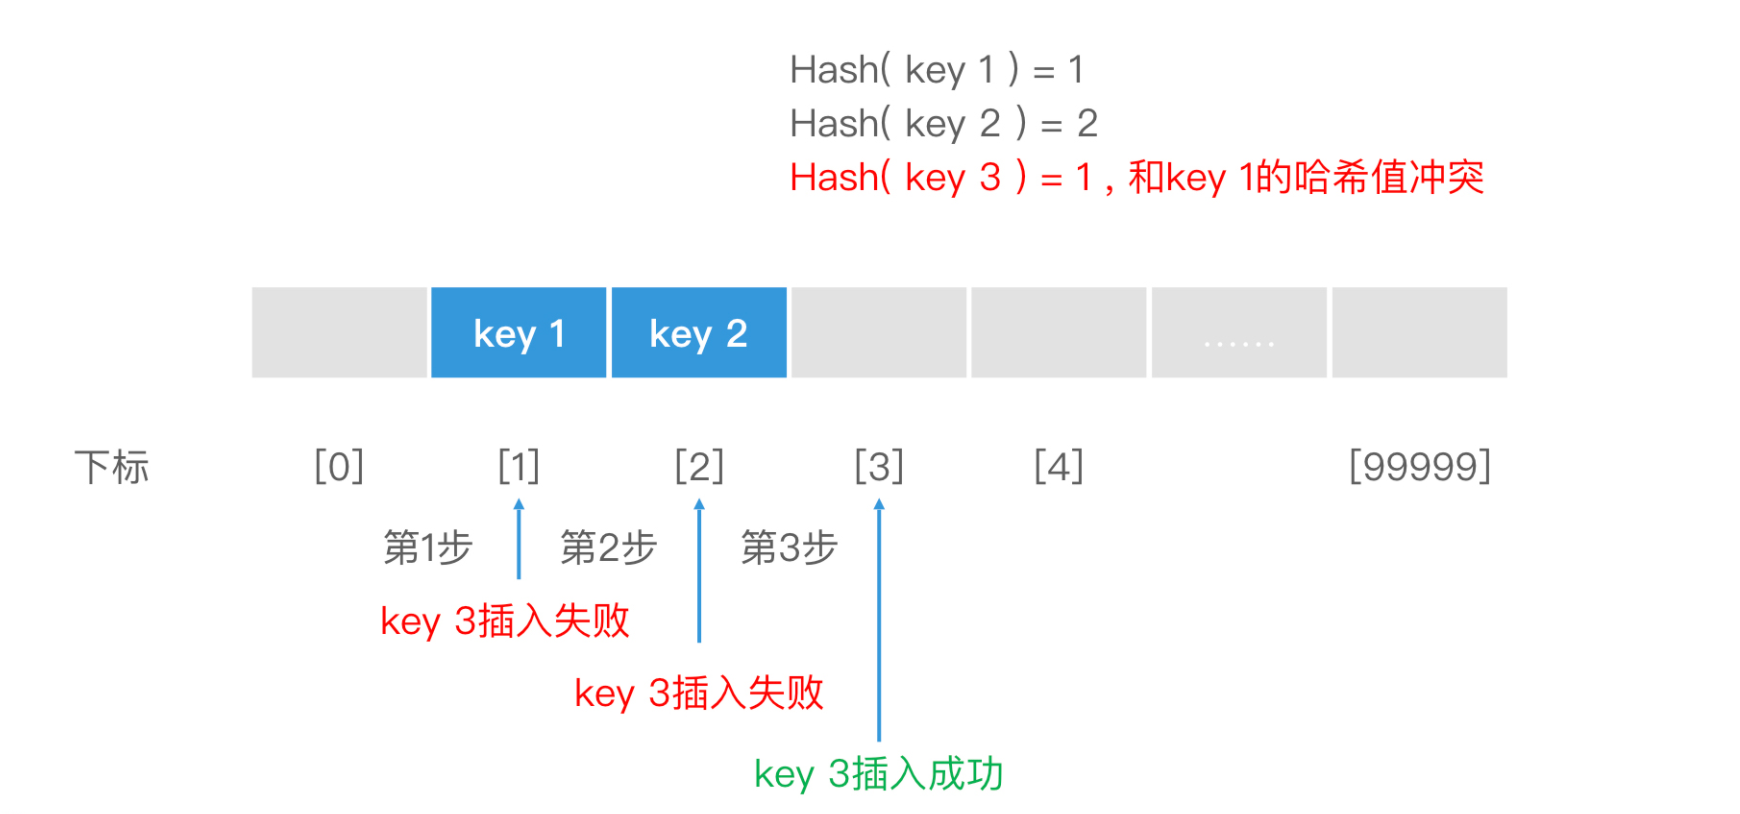 Hash( key 1 ) = 1
Hash( key 2 ) = 2
Hash( key 3 ) = 1 , 和key 1的哈希值冲突
key 1 key 2 ······
下标 [0] [1] [2] [3] [4] [99999]
第1步 第2步 第3步
key 3插入失败
key 3插入失败
key 3插入成功